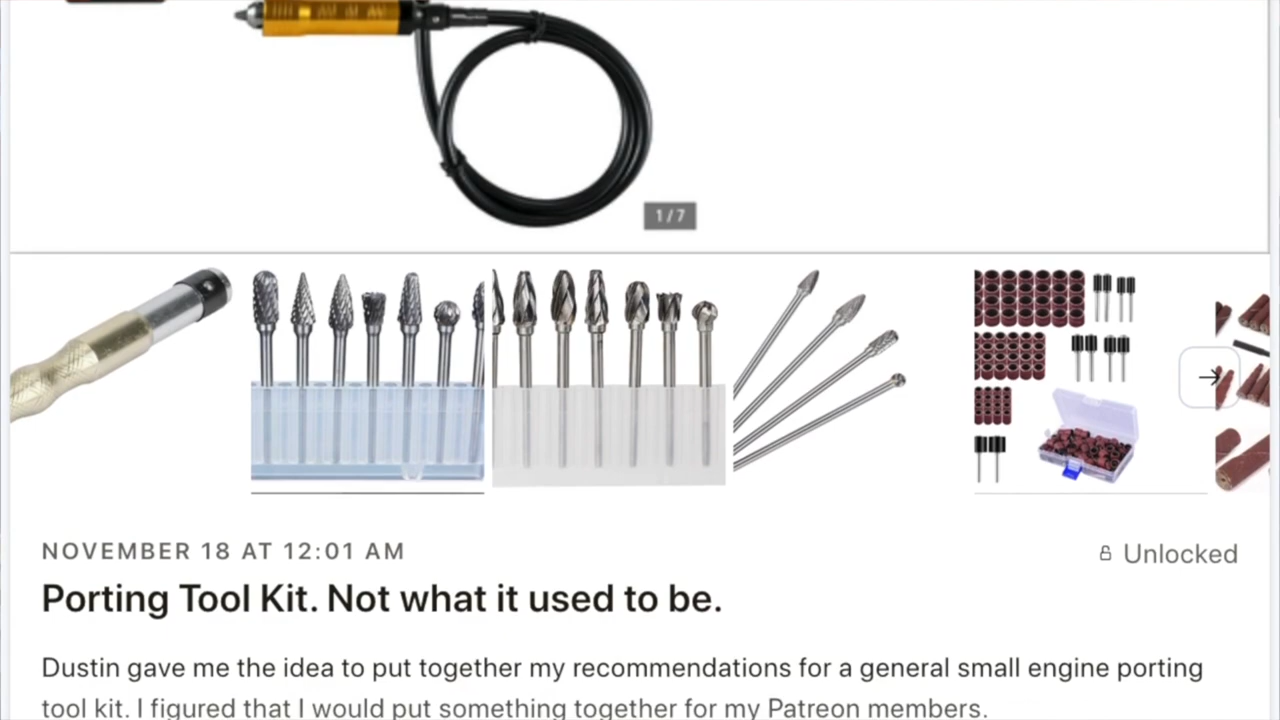 1/7
NOVEMBER 18 AT 12:01 AM
Unlocked
Porting Tool Kit. Not what it used to be.
Dustin gave me the idea to put together my recommendations for a general small engine porting
tool kit. I figured that I would put something together for my Patreon members.